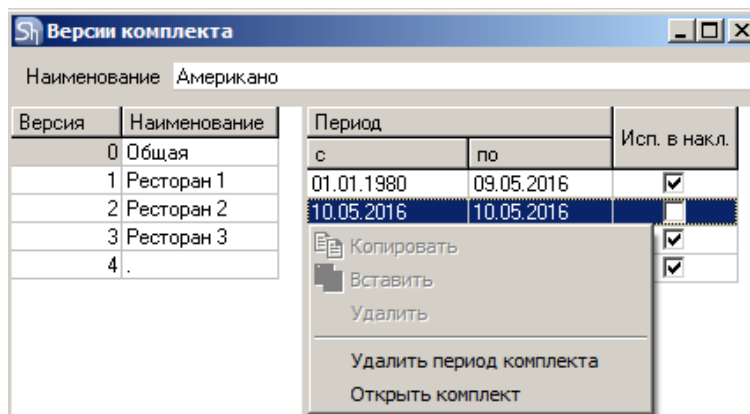 Sh Версии комплекта
Наименование Американо
Версия Наименование Период Исп. в накл.
с по
0 Общая
1 Ресторан 1 01.01.1980 09.05.2016
2 Ресторан 2 10.05.2016 10.05.2016
3 Ресторан 3
4 .
Копировать
Вставить
Удалить
Удалить период комплекта
Открыть комплект